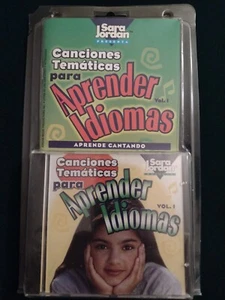 Sara
Jordan
PRESENTS
Canciones
Temáticas
para
Aprender
Vol. 1
Idiomas
APRENDE CANTANDO
Canciones
Temáticas
para
Sara
Jordan
Aprender
Idiomas
VOL. 1